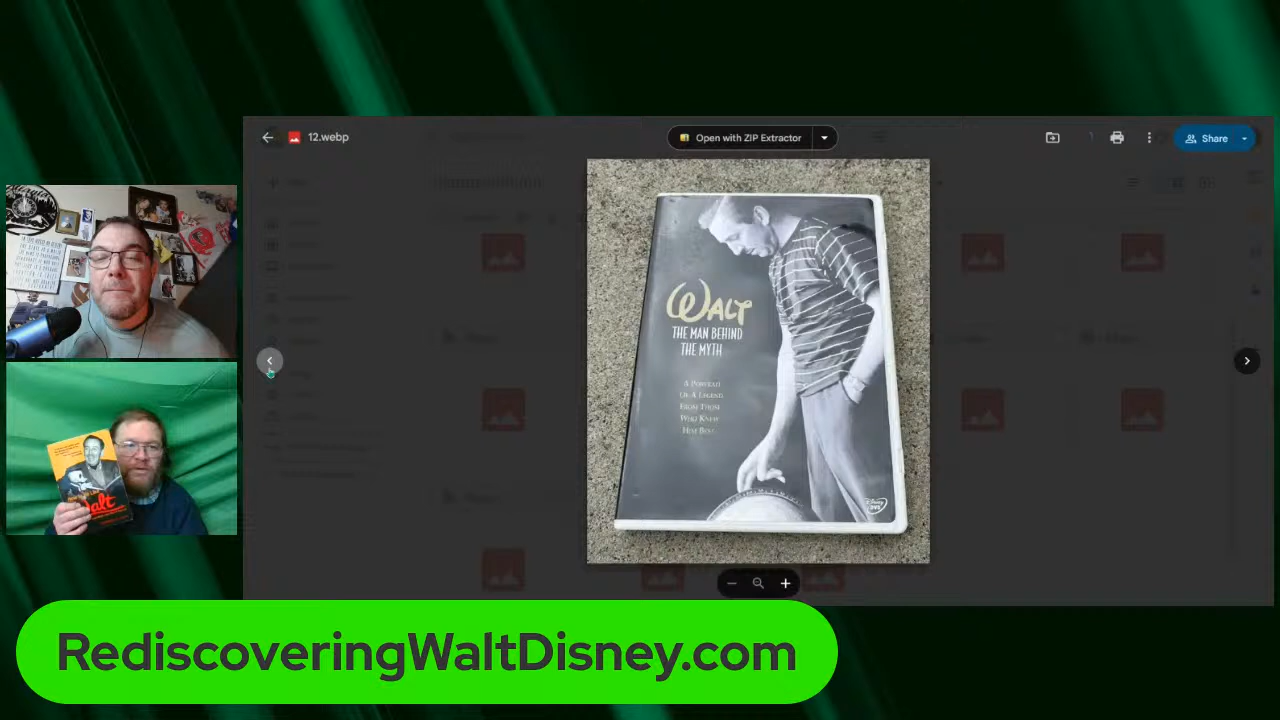 12.webp
Open with ZIP Extractor
Share
WALT
THE MAN BEHIND
THE MYTH
A PORTRAIT
OF A LEGEND
FROM THOSE
WHO KNEW
HIM BEST
Disney
DVD
alt
RediscoveringWaltDisney.com